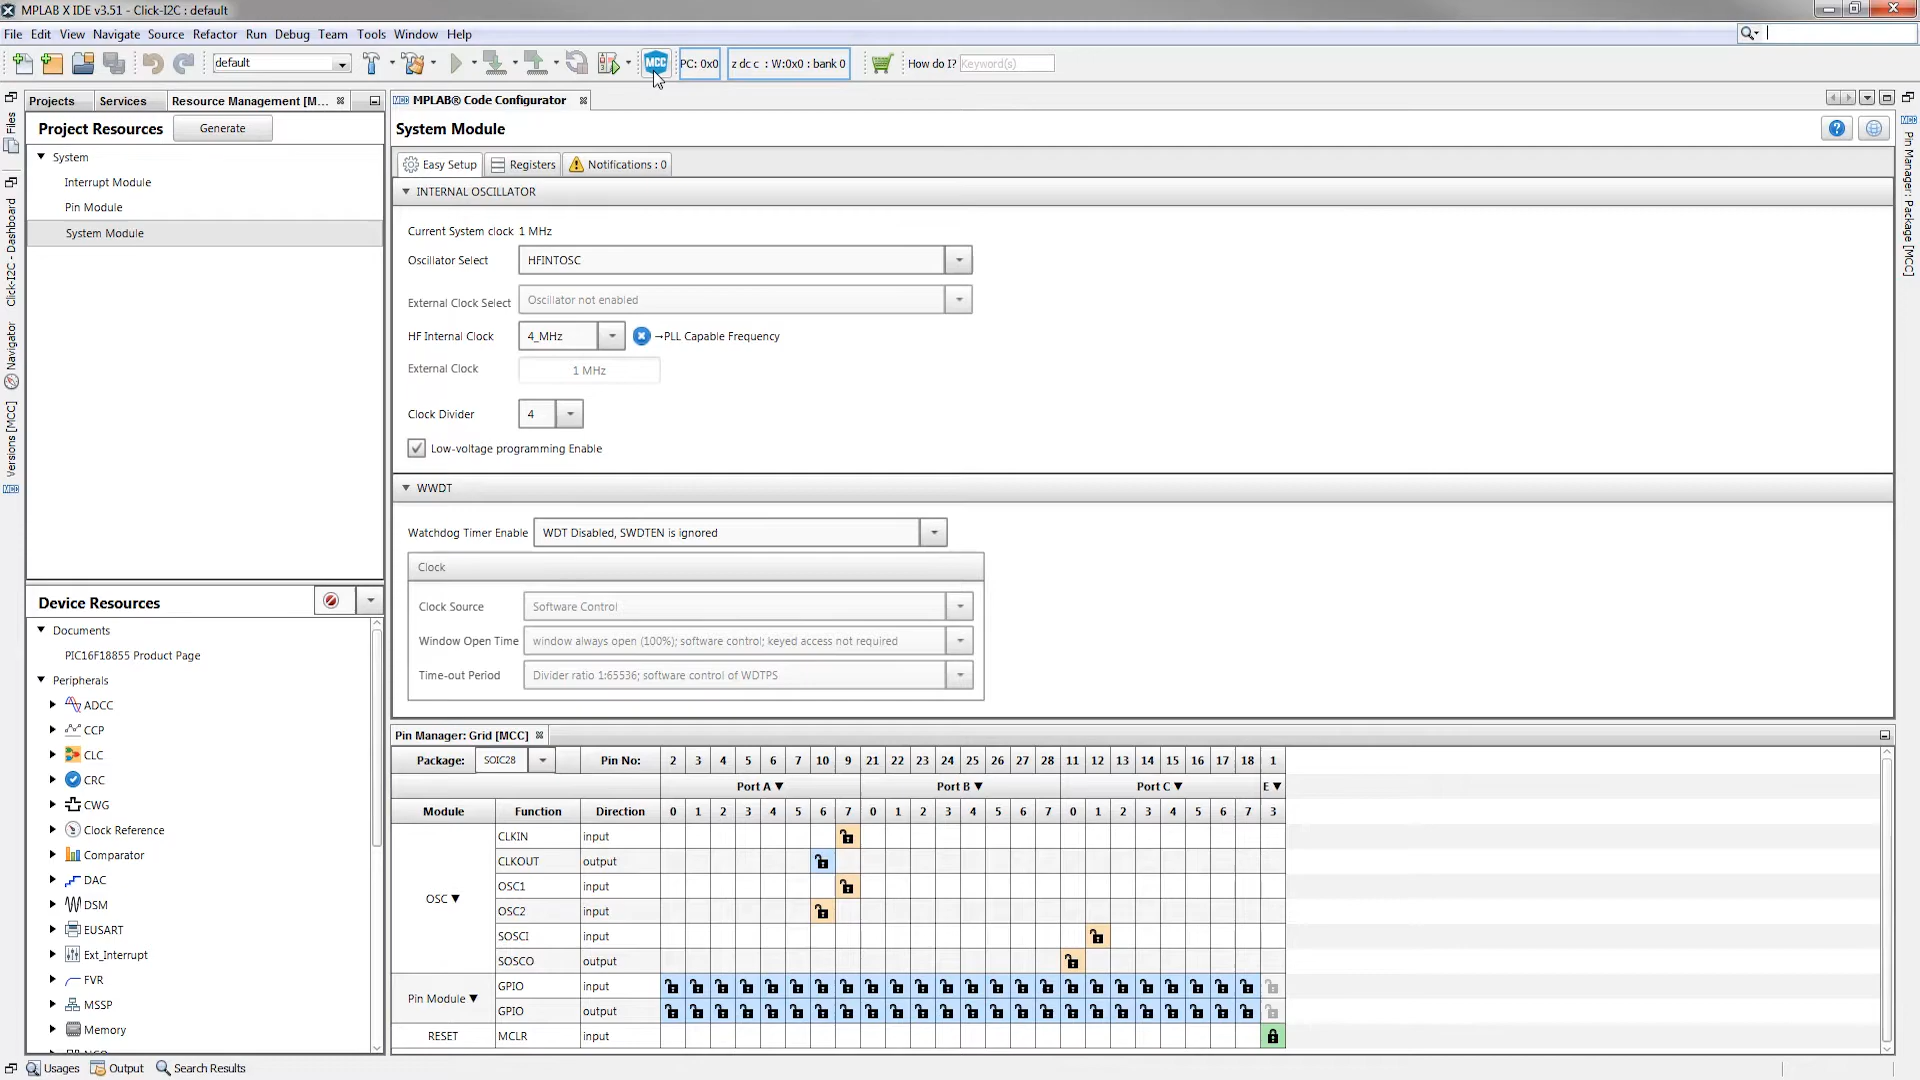 MPLAB X IDE v3.51 - Click-I2C : default
File Edit View Navigate Source Refactor Run Debug Team Tools Window Help
default
MCC
PC: 0x0
z dc c : W:0x0 : bank 0
How do I?
Keyword(s)
Projects
Services
Resource Management [M...
MCC MPLAB® Code Configurator
Project Resources
Generate
System
Interrupt Module
Pin Module
System Module
System Module
Easy Setup
Registers
Notifications : 0
INTERNAL OSCILLATOR
Current System clock 1 MHz
Oscillator Select HFINTOSC
External Clock Select Oscillator not enabled
HF Internal Clock 4_MHz →PLL Capable Frequency
External Clock 1 MHz
Clock Divider 4
Low-voltage programming Enable
WWDT
Watchdog Timer Enable WDT Disabled, SWDTEN is ignored
Clock
Clock Source Software Control
Window Open Time window always open (100%); software control; keyed access not required
Time-out Period Divider ratio 1:65536; software control of WDTPS
Device Resources
Documents
PIC16F18855 Product Page
Peripherals
ADCC
CCP
CLC
CRC
CWG
Clock Reference
Comparator
DAC
DSM
EUSART
Ext_Interrupt
FVR
MSSP
Memory
Pin Manager: Grid [MCC]
Package: SOIC28 Pin No: 2 3 4 5 6 7 10 9 21 22 23 24 25 26 27 28 11 12 13 14 15 16 17 18 1
Port A ▼ Port B ▼ Port C ▼ E ▼
Module Function Direction 0 1 2 3 4 5 6 7 0 1 2 3 4 5 6 7 0 1 2 3 4 5 6 7 3
OSC ▼
CLKIN input
CLKOUT output
OSC1 input
OSC2 input
SOSCI input
SOSCO output
Pin Module ▼
GPIO input
GPIO output
RESET MCLR input
Usages
Output
Search Results
Files
Click-I2C - Dashboard
Navigator
Versions [MCC]
MCC
MCC
Pin Manager: Package [MCC]